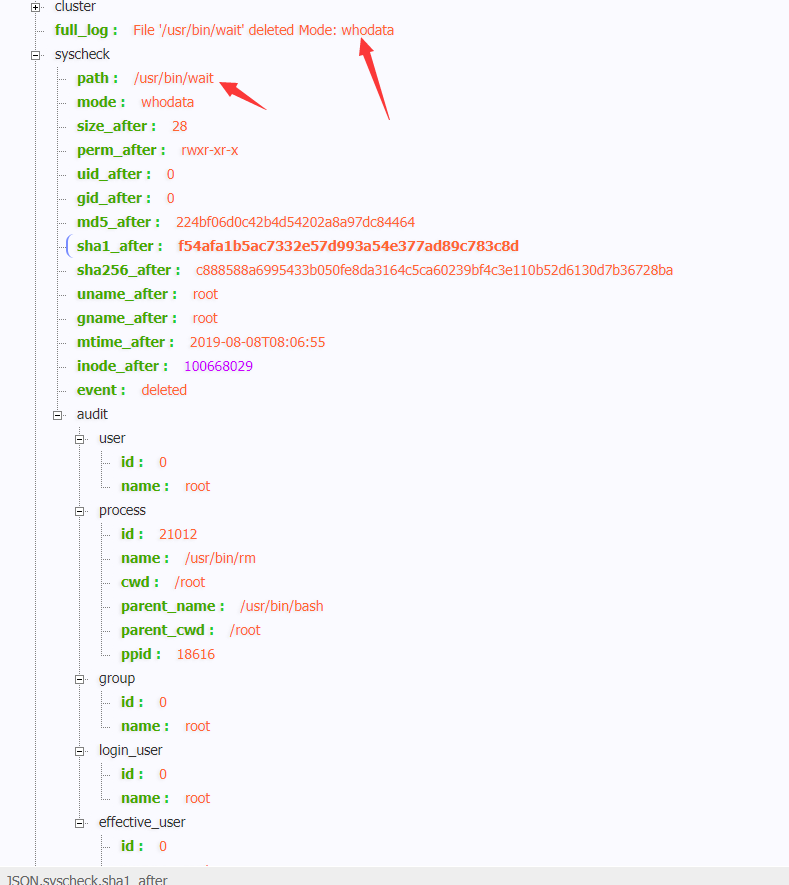 cluster
full_log : File '/usr/bin/wait' deleted Mode: whodata
syscheck
path : /usr/bin/wait
mode : whodata
size_after : 28
perm_after : rwxr-xr-x
uid_after : 0
gid_after : 0
md5_after : 224bf06d0c42b4d54202a8a97dc84464
sha1_after : f54afa1b5ac7332e57d993a54e377ad89c783c8d
sha256_after : c888588a6995433b050fe8da3164c5ca60239bf4c3e110b52d6130d7b36728ba
uname_after : root
gname_after : root
mtime_after : 2019-08-08T08:06:55
inode_after : 100668029
event : deleted
audit
user
id : 0
name : root
process
id : 21012
name : /usr/bin/rm
cwd : /root
parent_name : /usr/bin/bash
parent_cwd : /root
ppid : 18616
group
id : 0
name : root
login_user
id : 0
name : root
effective_user
id : 0
JSON.syscheck.sha1_after